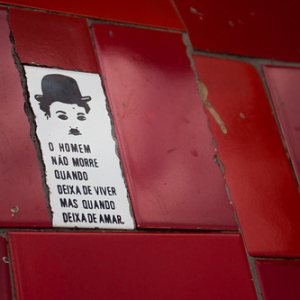 O HOMEM
NÃO MORRE
QUANDO
DEIXA DE VIVER
MAS QUANDO
DEIXA DE AMAR.